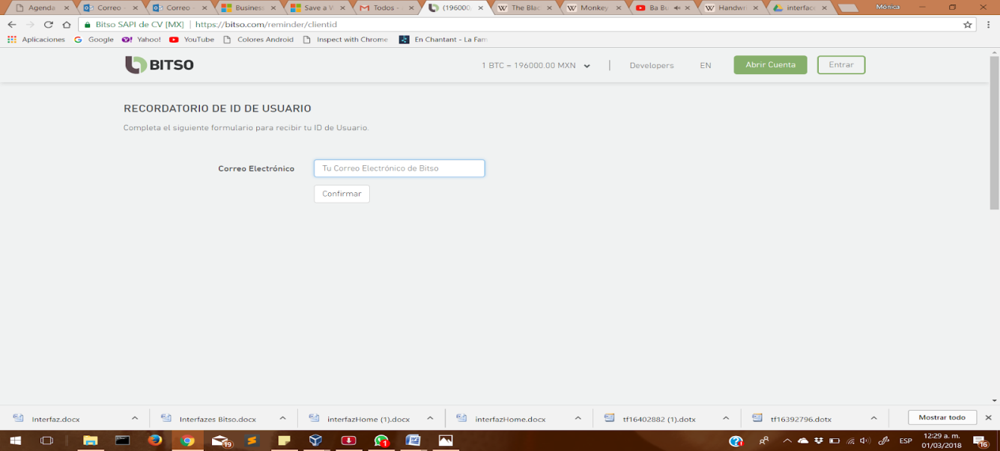 Agenda
Correo -
Correo -
Business
Save a V
Todos -
(196000.
The Blac
Monkey
Ba Bu
Handwri
interfac
Mónica
Bitso SAPI de CV [MX] | https://bitso.com/reminder/clientid
Aplicaciones Google Yahoo! YouTube Colores Android Inspect with Chrome En Chantant - La Fam
BITSO 1 BTC = 196000.00 MXN | Developers EN Abrir Cuenta Entrar
RECORDATORIO DE ID DE USUARIO
Completa el siguiente formulario para recibir tu ID de Usuario.
Correo Electrónico Tu Correo Electrónico de Bitso
Confirmar
Interfaz.docx Interfazes Bitso.docx interfazHome (1).docx interfazHome.docx tf16402882 (1).dotx tf16392796.dotx Mostrar todo
19 1 ESP 12:29 a. m.
01/03/2018 16